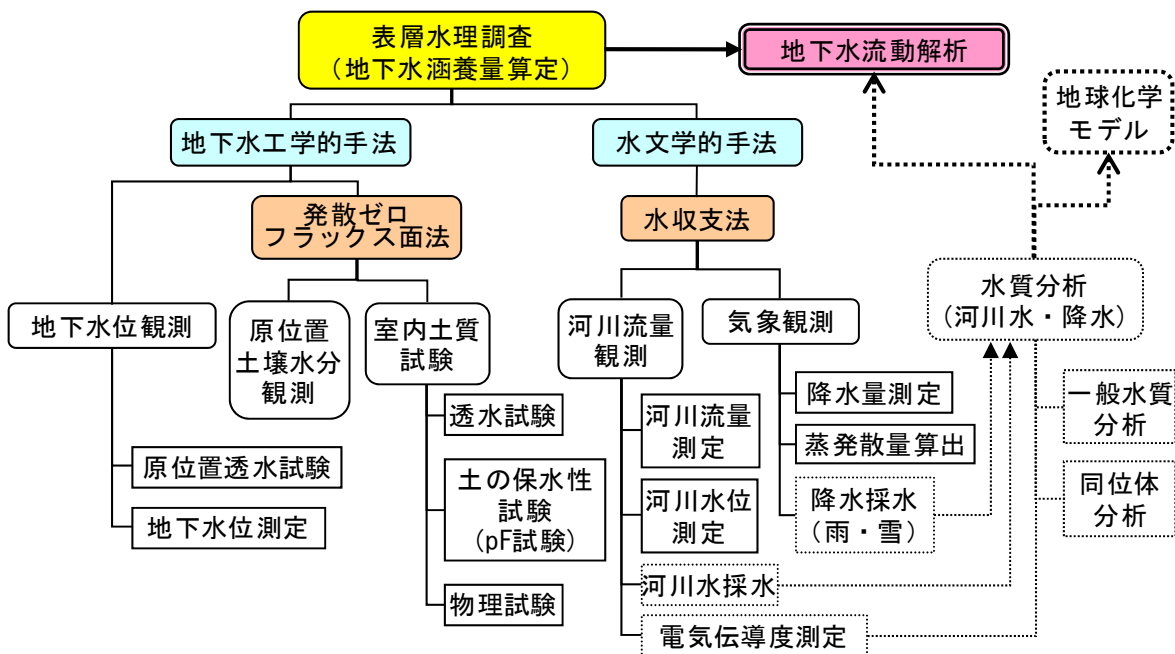 表層水理調査
（地下水涵養量算定）
地下水流動解析
地球化学
モデル
地下水工学的手法
水文学的手法
発散ゼロ
フラックス面法
水収支法
水質分析
（河川水・降水）
地下水位観測
原位置
土壌水分
観測
室内土質
試験
河川流量
観測
気象観測
透水試験
土の保水性
試験
（pF試験）
物理試験
原位置透水試験
地下水位測定
河川流量
測定
河川水位
測定
河川水採水
電気伝導度測定
降水量測定
蒸発散量算出
降水採水
（雨・雪）
一般水質
分析
同位体
分析